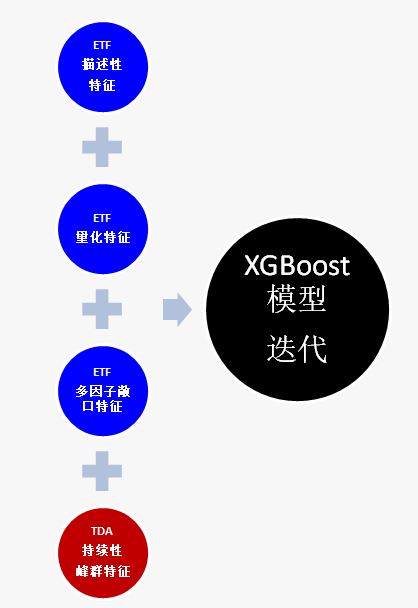 ETF
描述性
特征
ETF
量化特征
ETF
多因子敞
口特征
TDA
持续性
峰群特征
XGBoost
模型
迭代